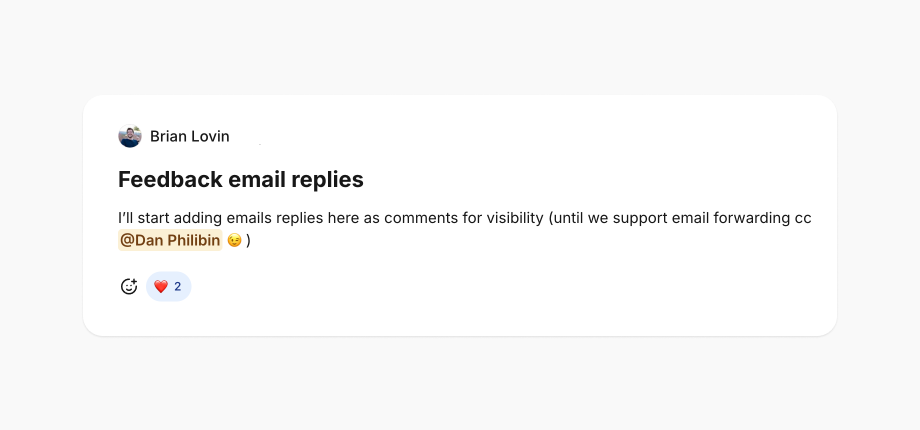 Brian Lovin
Feedback email replies
I’ll start adding emails replies here as comments for visibility (until we support email forwarding cc
@Dan Philibin 😉 )
❤️ 2